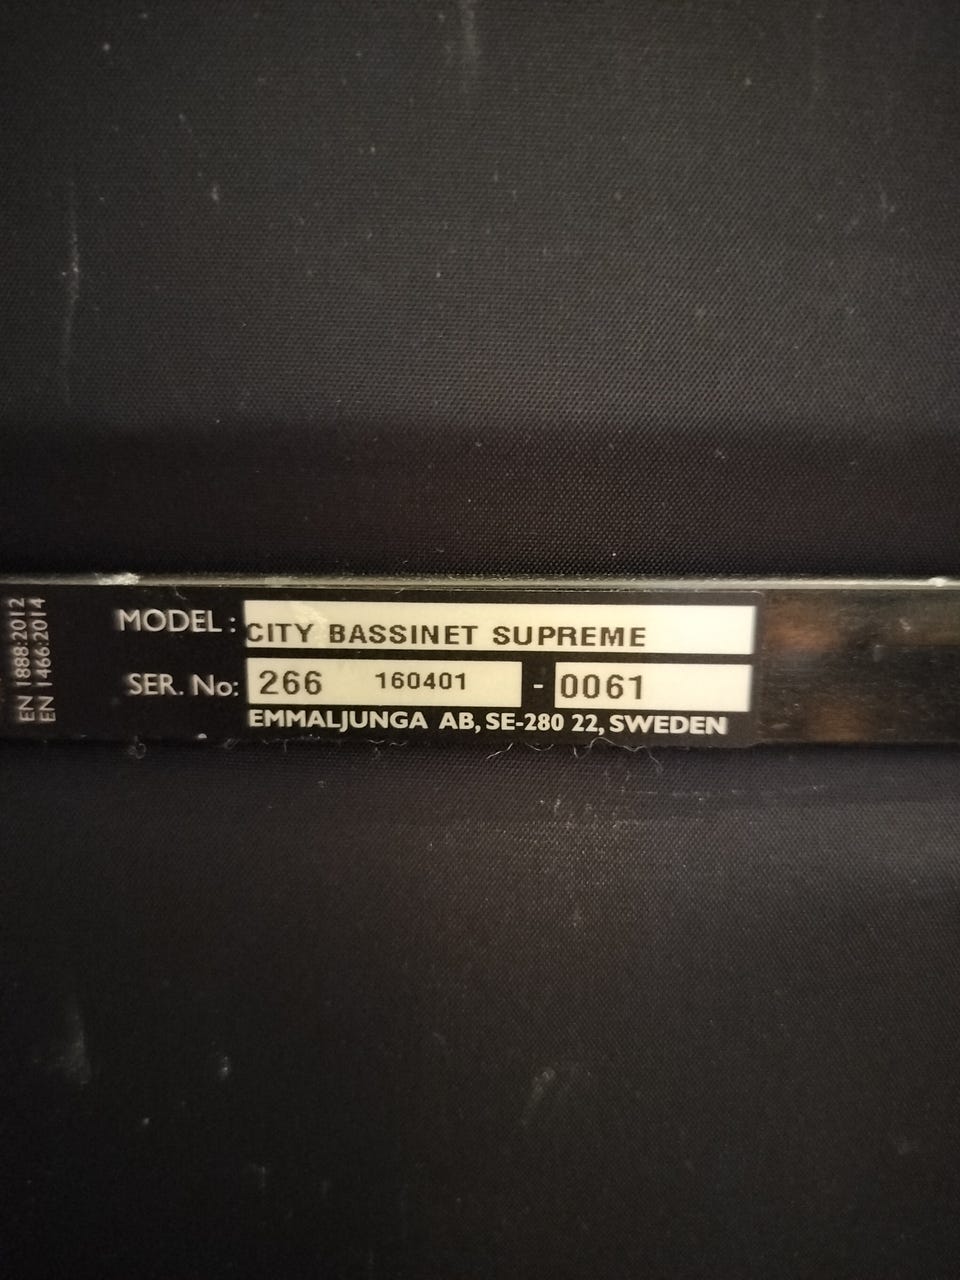 EN 1888:2012
EN 1466:2014
MODEL: CITY BASSINET SUPREME
SER. No: 266 160401 - 0061
EMMALJUNGA AB, SE-280 22, SWEDEN